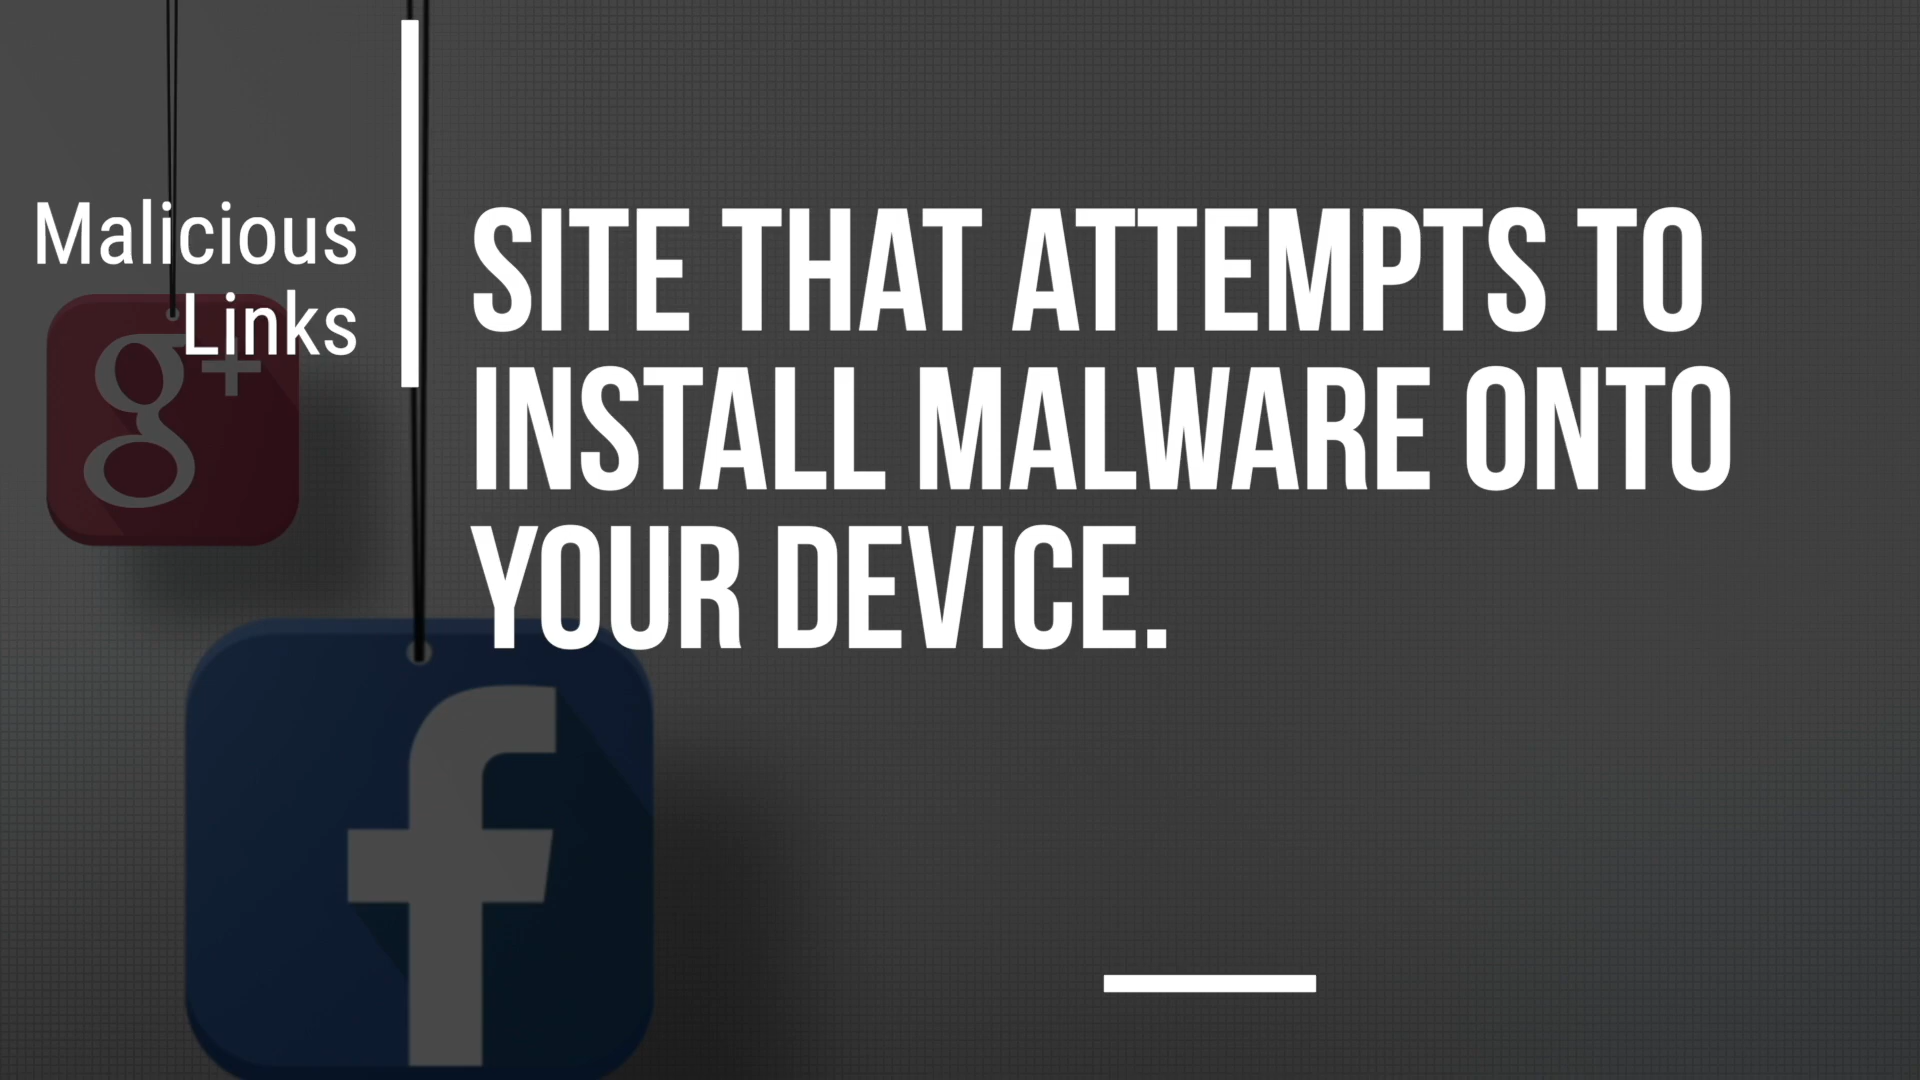 Malicious
Links
SITE THAT ATTEMPTS TO
INSTALL MALWARE ONTO
YOUR DEVICE.
g+
f